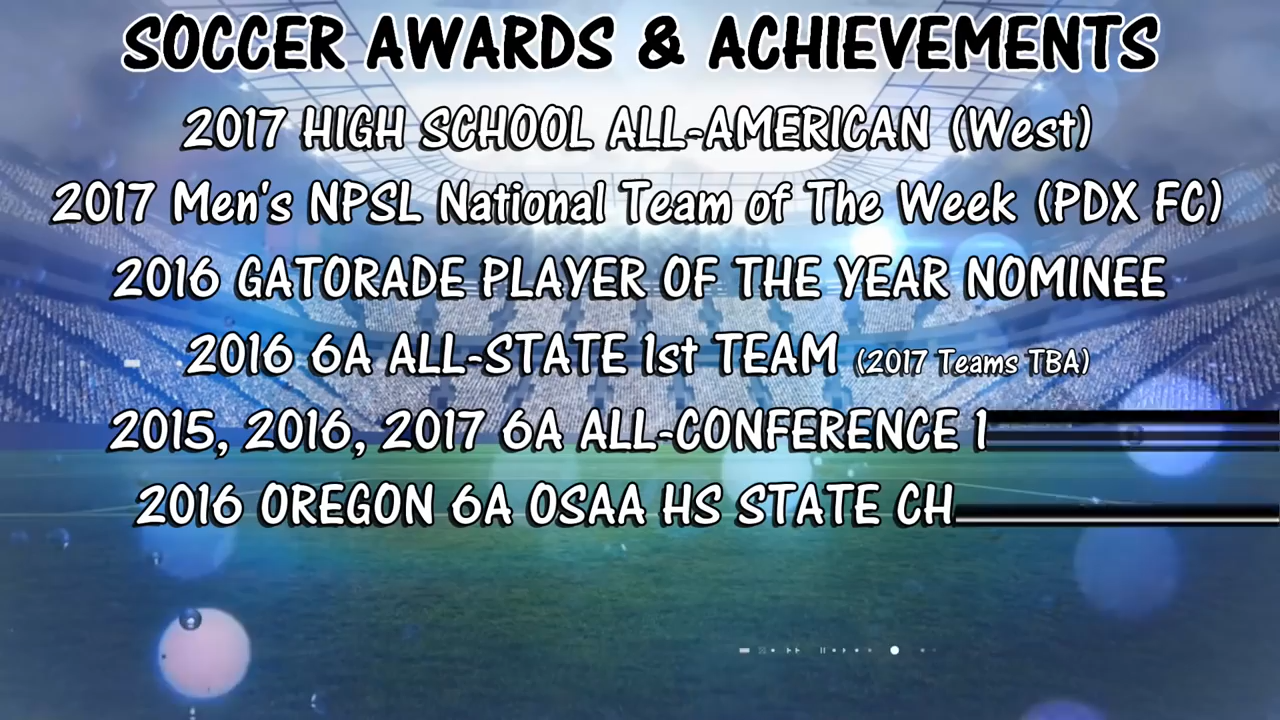 SOCCER AWARDS & ACHIEVEMENTS
2017 HIGH SCHOOL ALL-AMERICAN (West)
2017 Men's NPSL National Team of The Week (PDX FC)
2016 GATORADE PLAYER OF THE YEAR NOMINEE
2016 6A ALL-STATE 1st TEAM (2017 Teams TBA)
2015, 2016, 2017 6A ALL-CONFERENCE 1
2016 OREGON 6A OSAA HS STATE CH